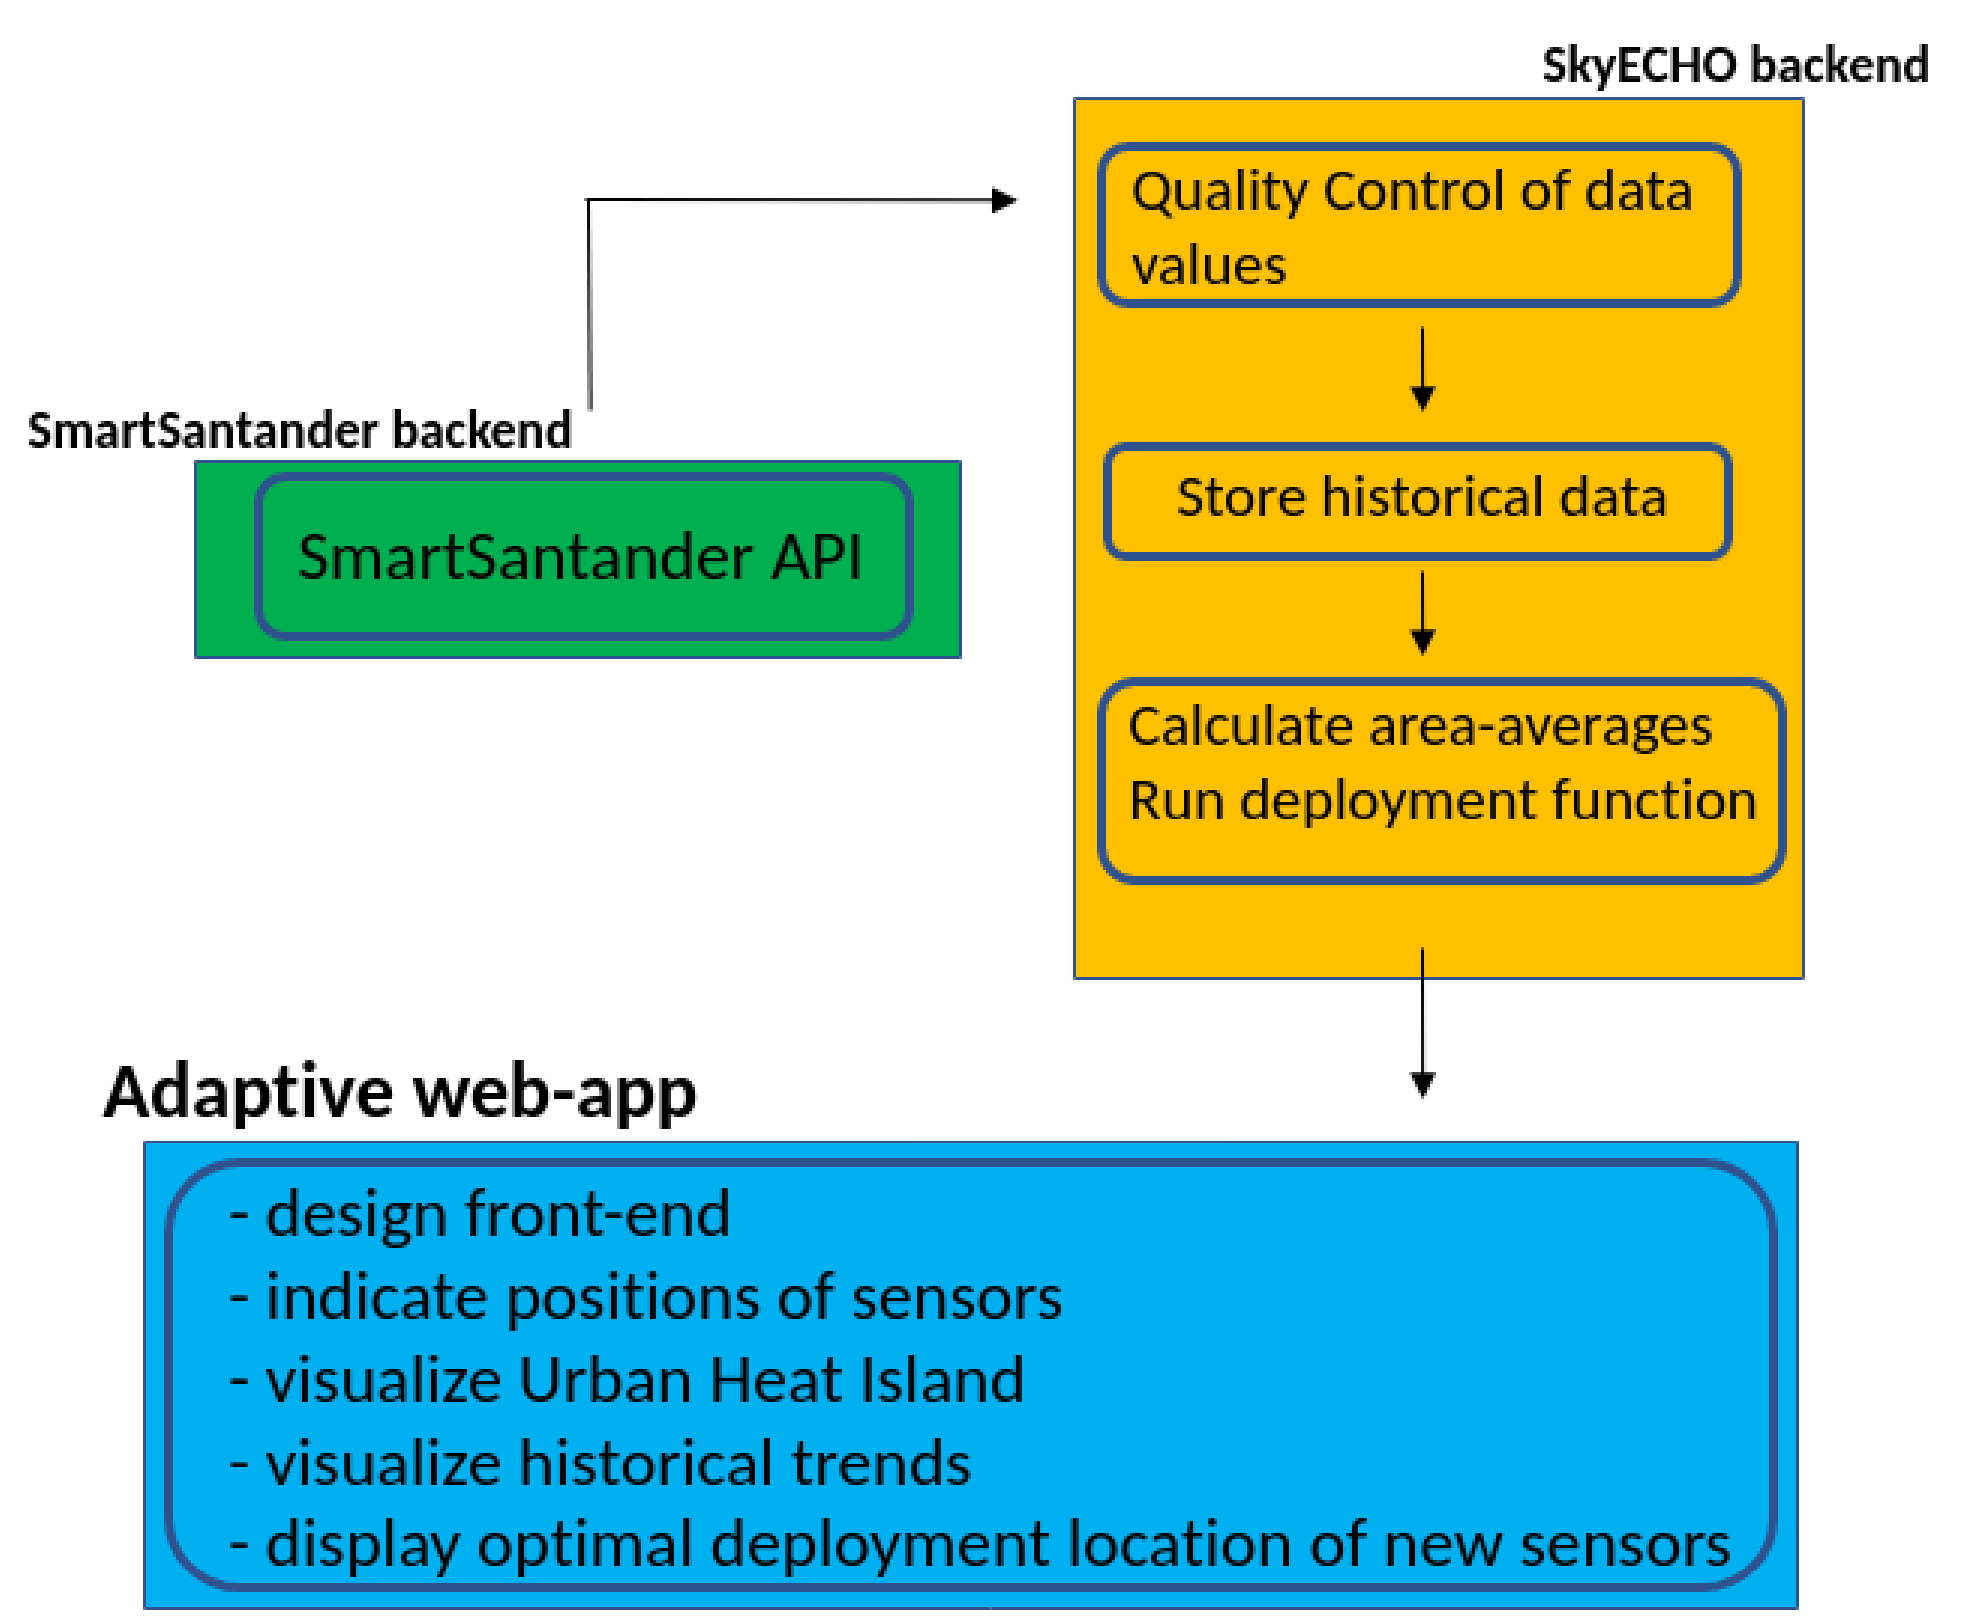 SkyECHO backend
Quality Control of data
values
SmartSantander backend
Store historical data
SmartSantander API
Calculate area-averages
Run deployment function
Adaptive web-app
- design front-end
- indicate positions of sensors
- visualize Urban Heat Island
- visualize historical trends
- display optimal deployment location of new sensors